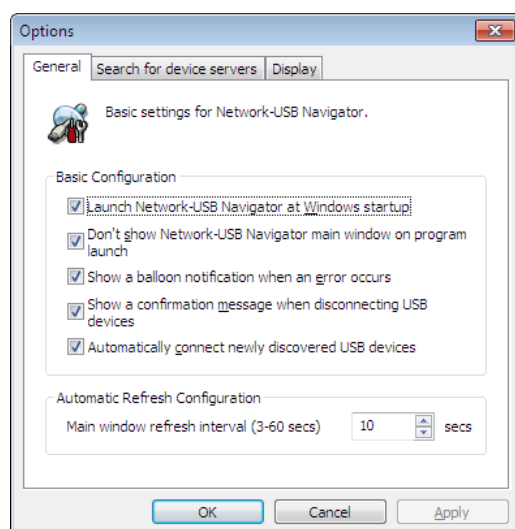 Options
General Search for device servers Display
Basic settings for Network-USB Navigator.
Basic Configuration
Launch Network-USB Navigator at Windows startup
Don't show Network-USB Navigator main window on program
launch
Show a balloon notification when an error occurs
Show a confirmation message when disconnecting USB
devices
Automatically connect newly discovered USB devices
Automatic Refresh Configuration
Main window refresh interval (3-60 secs) 10 secs
OK Cancel Apply